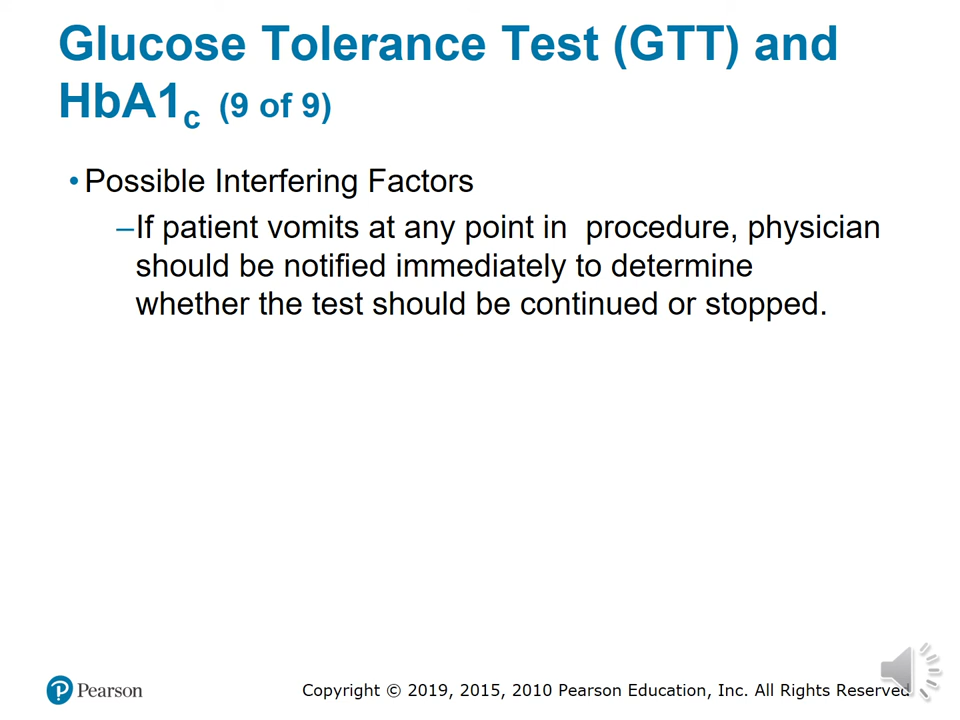 Glucose Tolerance Test (GTT) and
HbA1c (9 of 9)
• Possible Interfering Factors
–If patient vomits at any point in  procedure, physician
should be notified immediately to determine
whether the test should be continued or stopped.
Pearson
Copyright © 2019, 2015, 2010 Pearson Education, Inc. All Rights Reserved